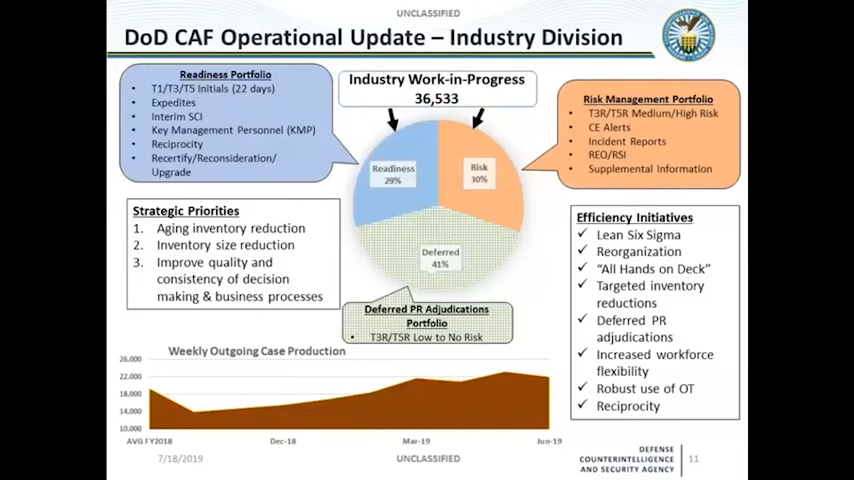 UNCLASSIFIED
DoD CAF Operational Update – Industry Division
Readiness Portfolio
• T1/T3/T5 Initials (22 days)
• Expedites
• Interim SCI
• Key Management Personnel (KMP)
• Reciprocity
• Recertify/Reconsideration/
Upgrade
Industry Work-in-Progress
36,533
Risk Management Portfolio
• T3R/T5R Medium/High Risk
• CE Alerts
• Incident Reports
• REO/RSI
• Supplemental Information
Readiness
29%
Risk
30%
Deferred
41%
Strategic Priorities
1. Aging inventory reduction
2. Inventory size reduction
3. Improve quality and
consistency of decision
making & business processes
Deferred PR Adjudications
Portfolio
• T3R/T5R Low to No Risk
Efficiency Initiatives
✓ Lean Six Sigma
✓ Reorganization
✓ “All Hands on Deck”
✓ Targeted inventory
reductions
✓ Deferred PR
adjudications
✓ Increased workforce
flexibility
✓ Robust use of OT
✓ Reciprocity
Weekly Outgoing Case Production
26,000
22,000
18,000
14,000
10,000
AVG FY2018
Dec-18
Mar-19
Jun-19
7/18/2019
UNCLASSIFIED
DEFENSE
COUNTERINTELLIGENCE
AND SECURITY AGENCY
11